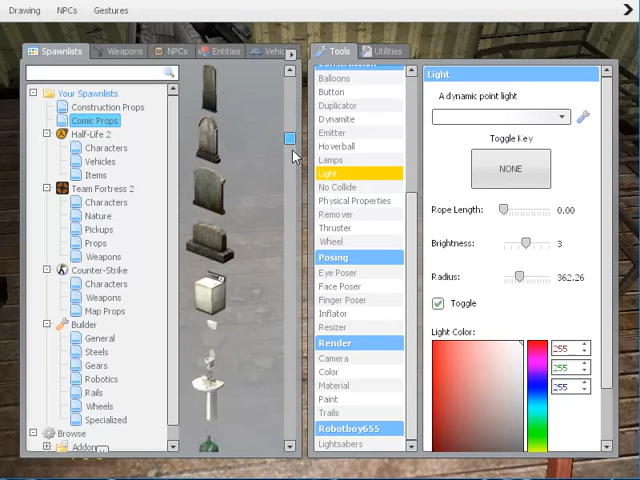 Drawing NPCs Gestures
Spawnlists Weapons NPCs Entities Vehic
Tools Utilities
Your Spawnlists
Construction Props
Comic Props
Half-Life 2
Characters
Vehicles
Items
Team Fortress 2
Characters
Nature
Pickups
Props
Weapons
Counter-Strike
Characters
Weapons
Map Props
Builder
General
Steels
Gears
Robotics
Rails
Wheels
Specialized
Browse
Addon
Construction
Balloons
Button
Duplicator
Dynamite
Emitter
Hoverball
Lamps
Light
No Collide
Physical Properties
Remover
Thruster
Wheel
Posing
Eye Poser
Face Poser
Finger Poser
Inflator
Resizer
Render
Camera
Color
Material
Paint
Trails
Robotboy655
Lightsabers
Light
A dynamic point light
Toggle Key
NONE
Rope Length: 0.00
Brightness: 3
Radius: 362.26
Toggle
Light Color:
255
255
255